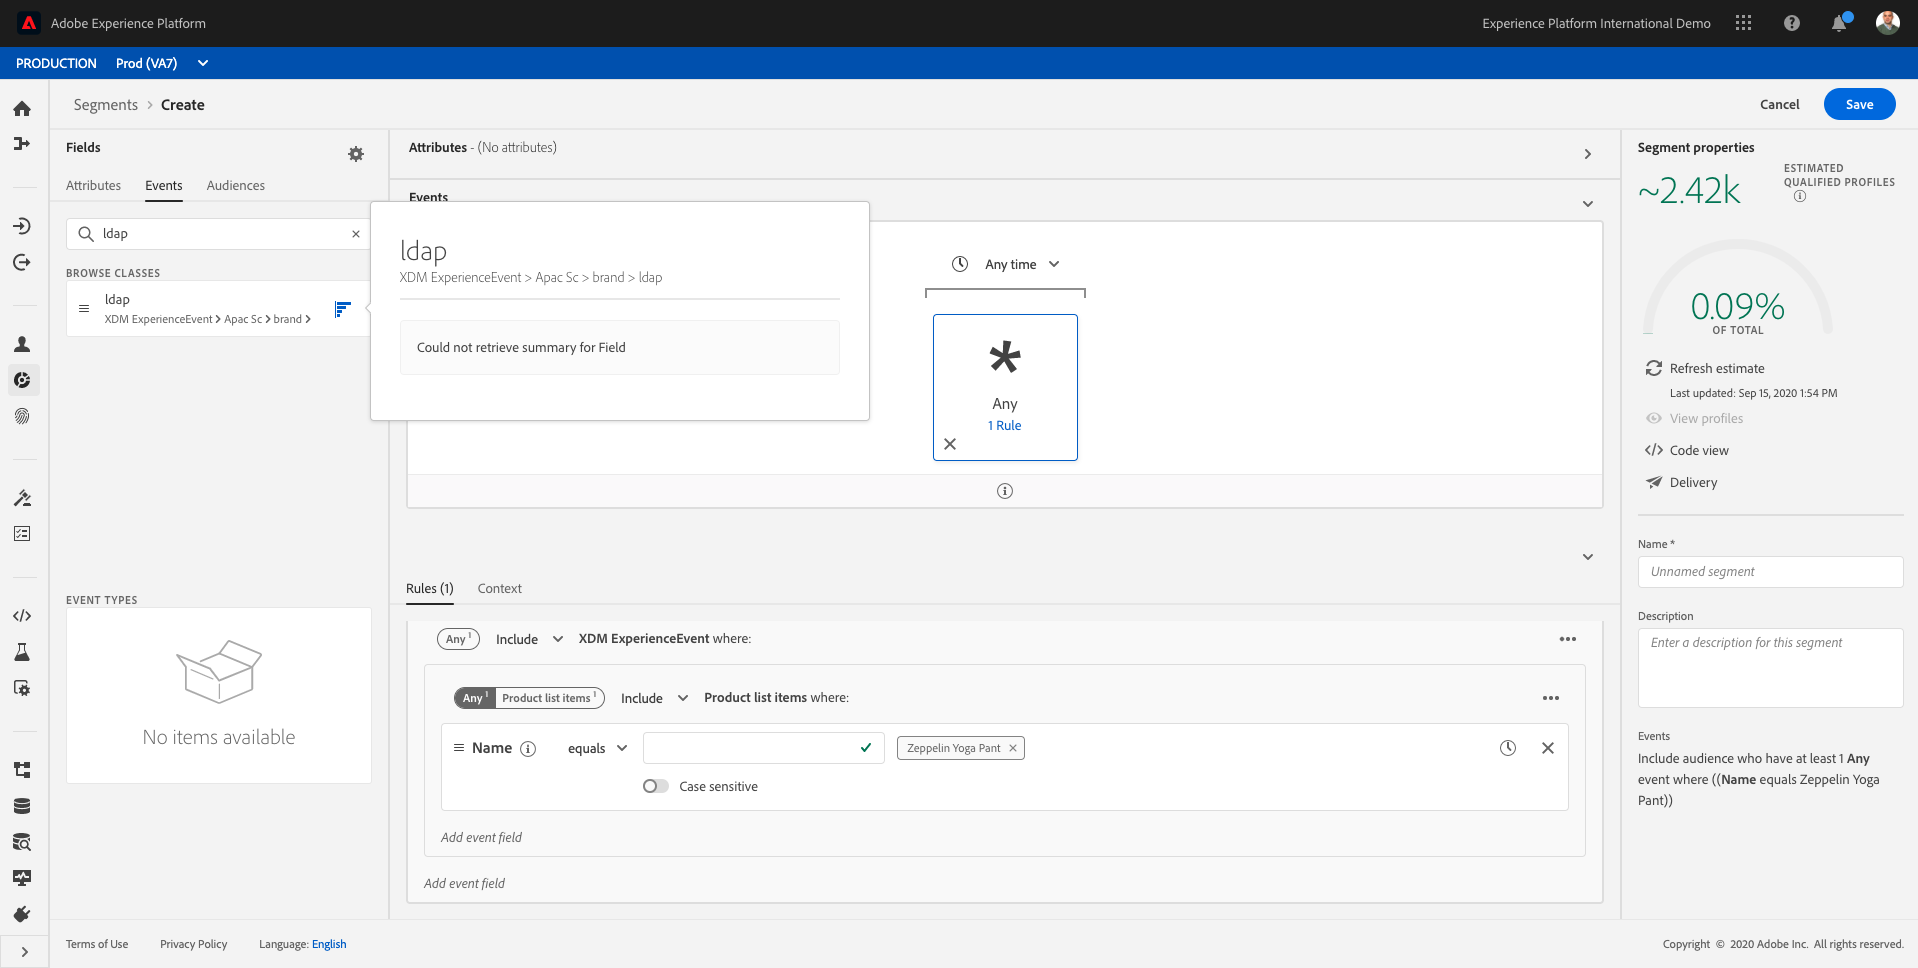 Adobe Experience Platform
Experience Platform International Demo
PRODUCTION Prod (VA7)
Segments > Create
Cancel Save
Fields
Attributes Events Audiences
ldap
BROWSE CLASSES
ldap
XDM ExperienceEvent > Apac Sc > brand >
EVENT TYPES
No items available
Attributes - (No attributes)
Events
ldap
XDM ExperienceEvent > Apac Sc > brand > ldap
Could not retrieve summary for Field
Any time
*
Any
1 Rule
Rules (1) Context
Any 1 Include XDM ExperienceEvent where:
Any 1 Product list items 1 Include Product list items where:
Name equals Zeppelin Yoga Pant
Case sensitive
Add event field
Add event field
Segment properties
~2.42k
ESTIMATED
QUALIFIED PROFILES
0.09%
OF TOTAL
Refresh estimate
Last updated: Sep 15, 2020 1:54 PM
View profiles
Code view
Delivery
Name *
Unnamed segment
Description
Enter a description for this segment
Events
Include audience who have at least 1 Any
event where ((Name equals Zeppelin Yoga
Pant))
Terms of Use Privacy Policy Language: English
Copyright © 2020 Adobe Inc. All rights reserved.